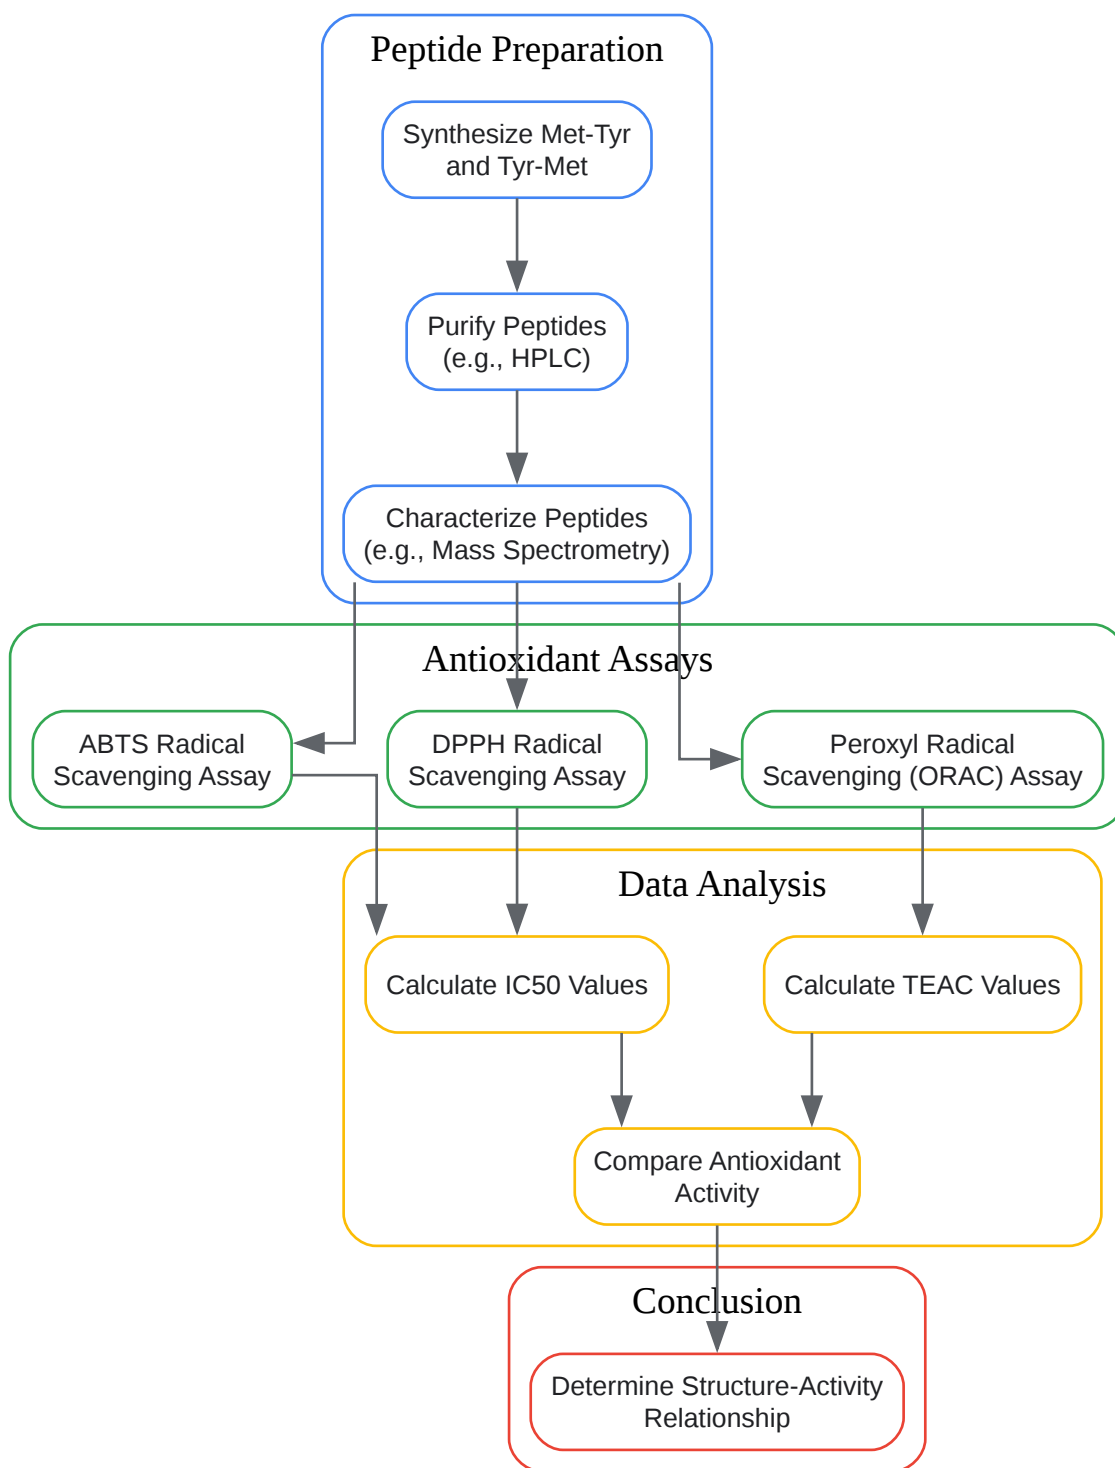 Peptide Preparation
Synthesize Met-Tyr
and Tyr-Met
Purify Peptides
(e.g., HPLC)
Characterize Peptides
(e.g., Mass Spectrometry)
Antioxidant Assays
ABTS Radical
Scavenging Assay
DPPH Radical
Scavenging Assay
Peroxyl Radical
Scavenging (ORAC) Assay
Data Analysis
Calculate IC50 Values
Calculate TEAC Values
Compare Antioxidant
Activity
Conclusion
Determine Structure-Activity
Relationship